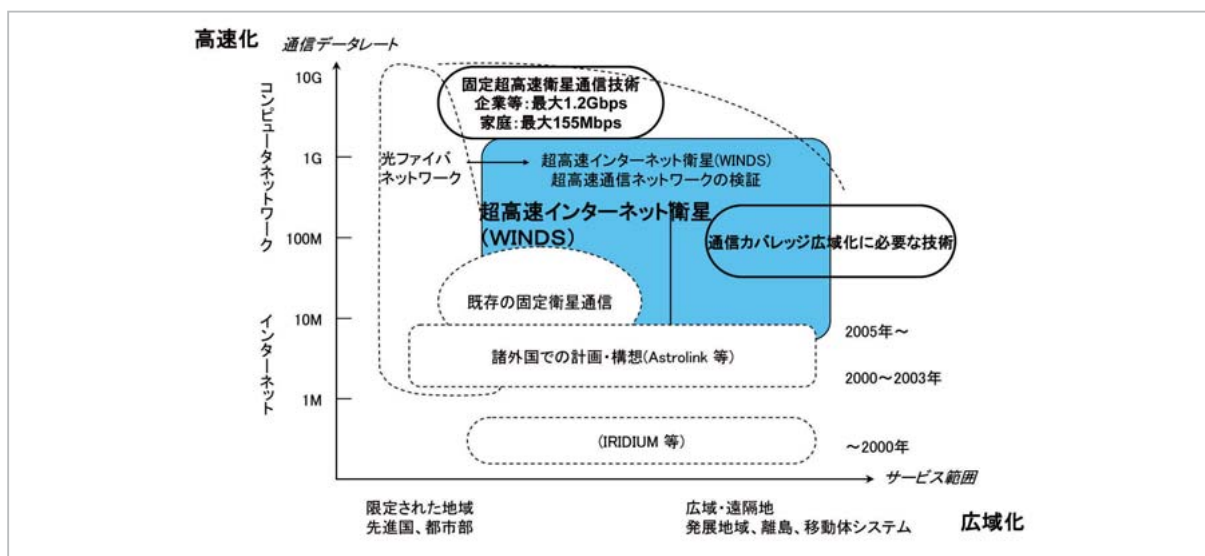 高速化
通信データレート
10G
コンピュータネットワーク
固定超高速衛星通信技術
企業等:最大1.2Gbps
家庭:最大155Mbps
1G
光ファイバ
ネットワーク
超高速インターネット衛星(WINDS)
超高速通信ネットワークの検証
超高速インターネット衛星
(WINDS)
100M
通信カバレッジ広域化に必要な技術
既存の固定衛星通信
10M
インターネット
2005年~
諸外国での計画・構想(Astrolink 等)
2000~2003年
1M
(IRIDIUM 等)
~2000年
サービス範囲
限定された地域
先進国、都市部
広域・遠隔地
発展地域、離島、移動体システム
広域化